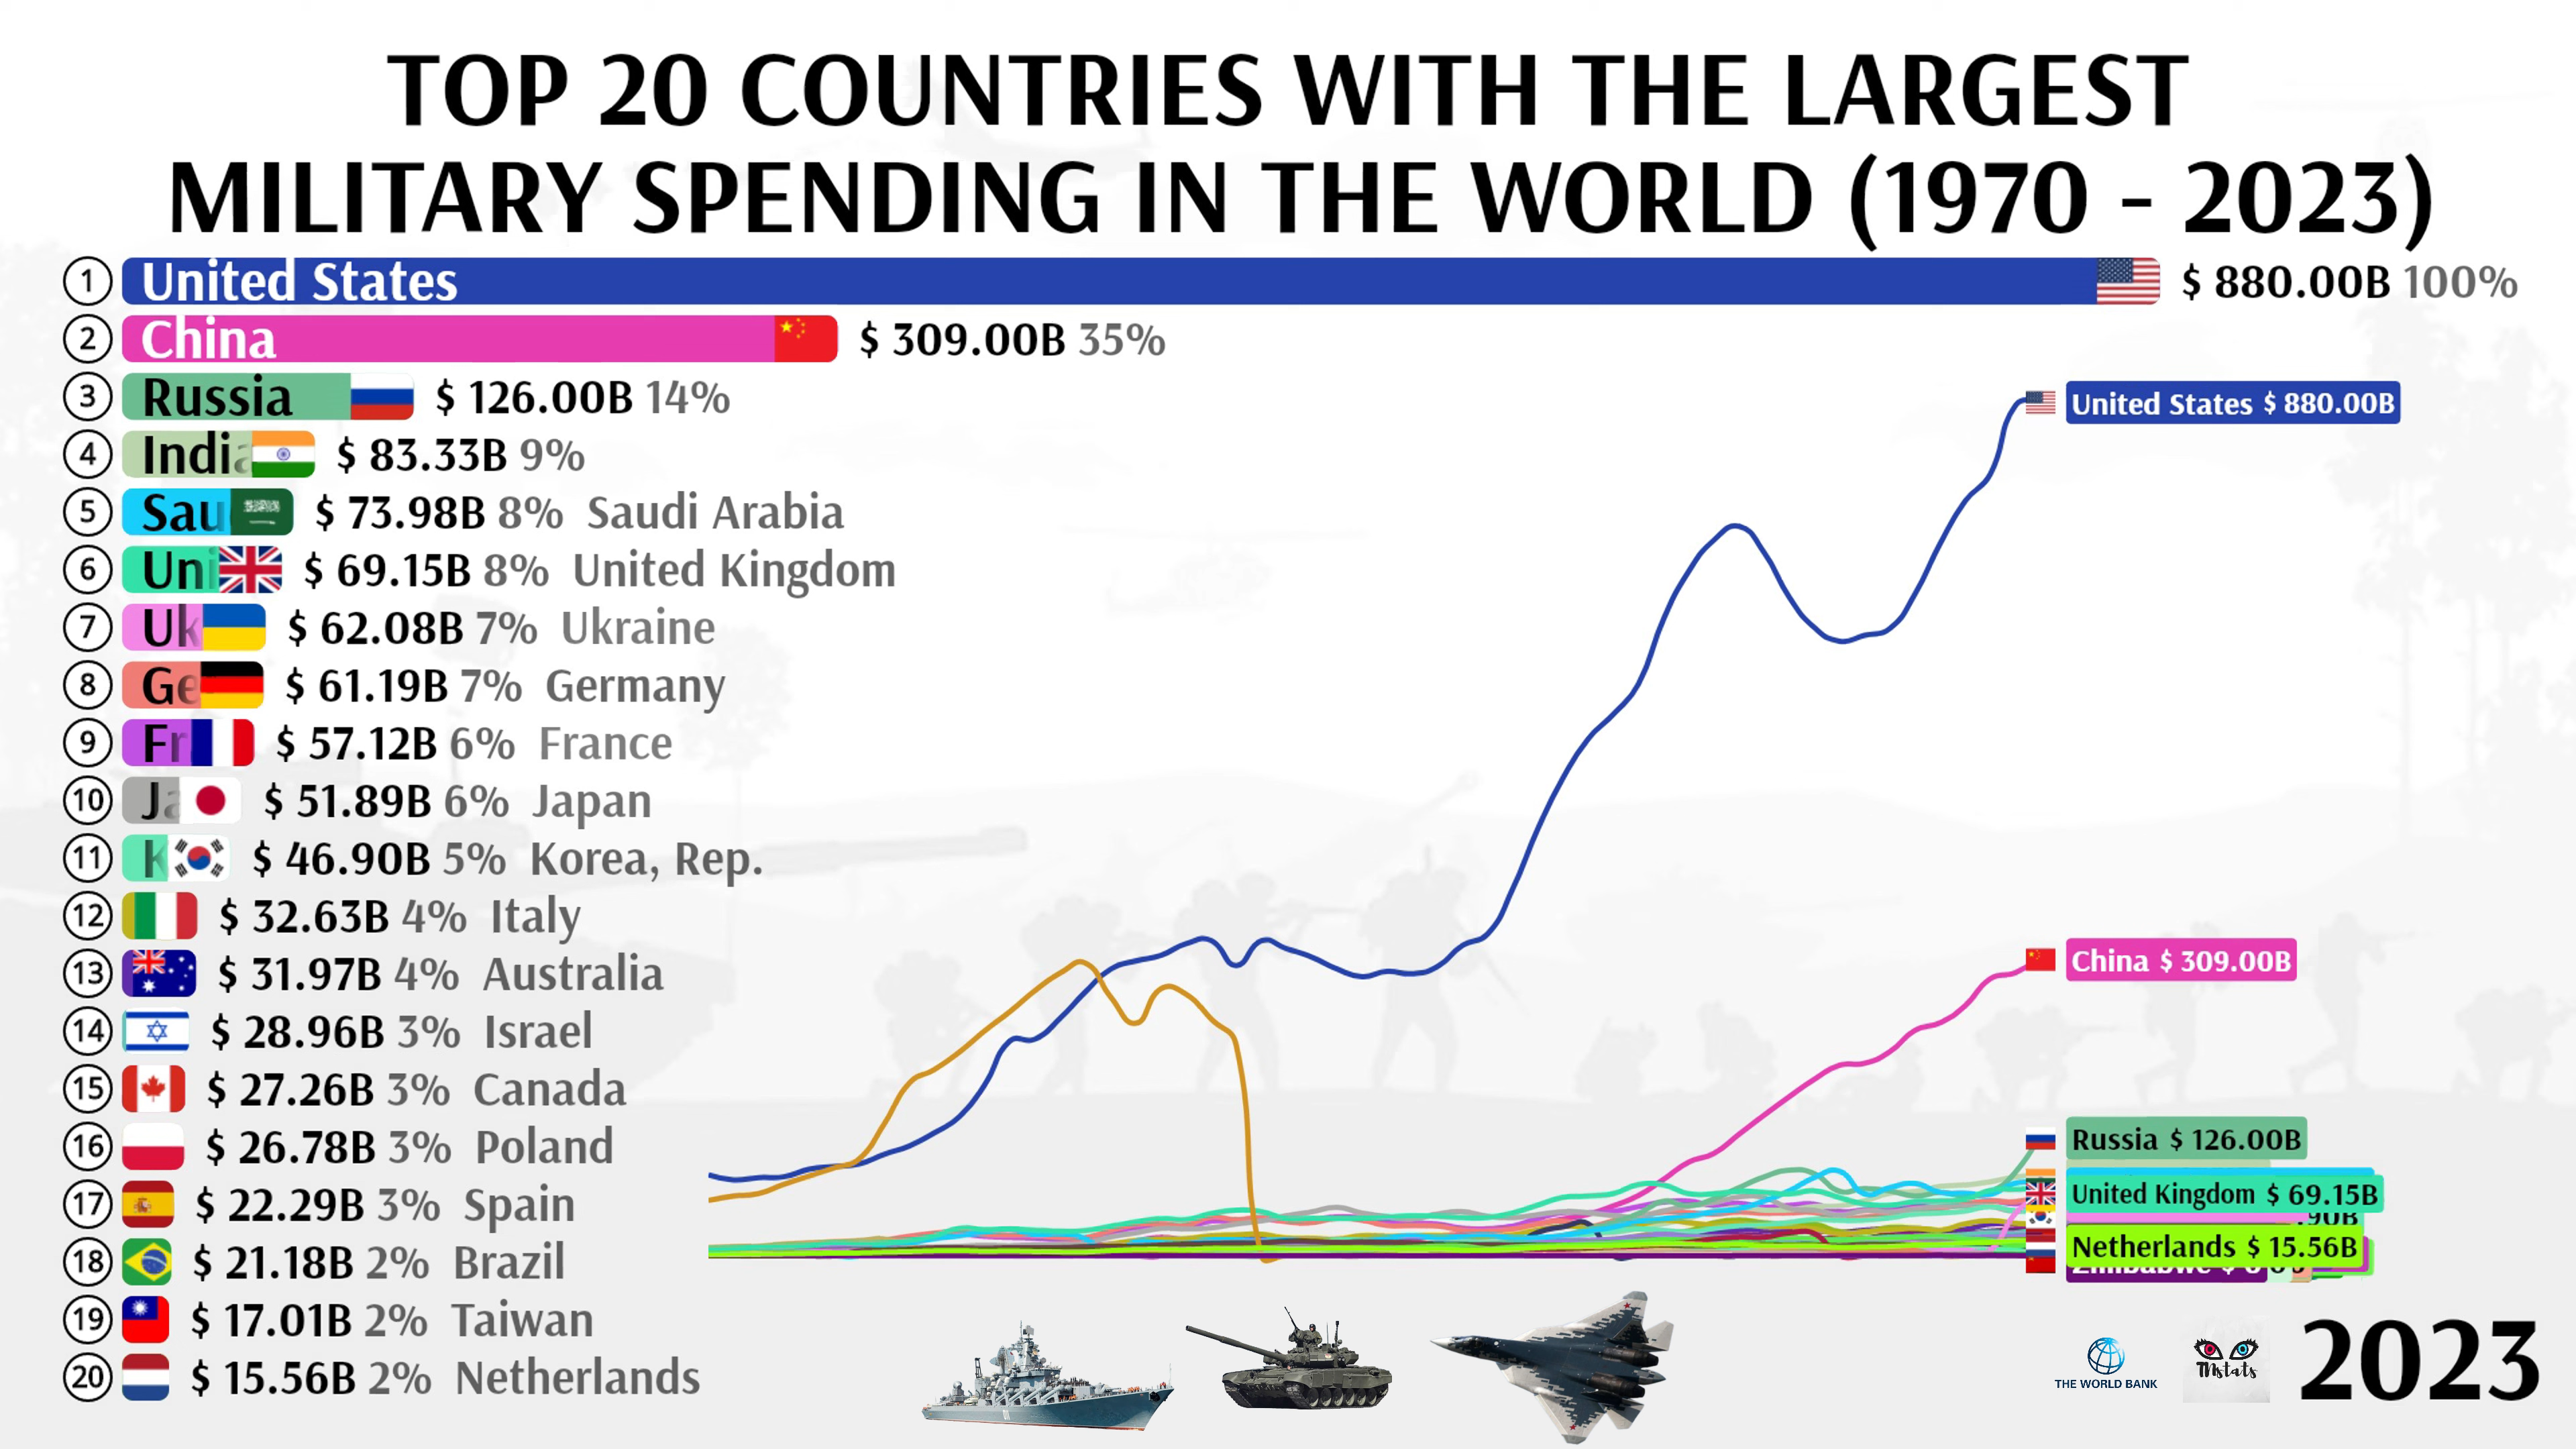 TOP 20 COUNTRIES WITH THE LARGEST
MILITARY SPENDING IN THE WORLD (1970 - 2023)
1 United States $ 880.00B 100%
2 China $ 309.00B 35%
3 Russia $ 126.00B 14%
4 India $ 83.33B 9%
5 Sau $ 73.98B 8% Saudi Arabia
6 Uni $ 69.15B 8% United Kingdom
7 Uk $ 62.08B 7% Ukraine
8 Ge $ 61.19B 7% Germany
9 Fr $ 57.12B 6% France
10 Ja $ 51.89B 6% Japan
11 K $ 46.90B 5% Korea, Rep.
12 $ 32.63B 4% Italy
13 $ 31.97B 4% Australia
14 $ 28.96B 3% Israel
15 $ 27.26B 3% Canada
16 $ 26.78B 3% Poland
17 $ 22.29B 3% Spain
18 $ 21.18B 2% Brazil
19 $ 17.01B 2% Taiwan
20 $ 15.56B 2% Netherlands
United States $ 880.00B
China $ 309.00B
Russia $ 126.00B
United Kingdom $ 69.15B
Netherlands $ 15.56B
THE WORLD BANK
TMstats
2023